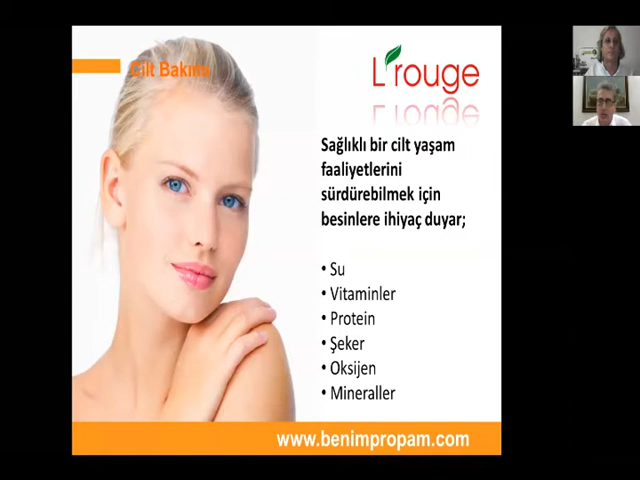 Cilt Bakımı
L'rouge
Sağlıklı bir cilt yaşam
faaliyetlerini
sürdürebilmek için
besinlere ihiyaç duyar;
• Su
• Vitaminler
• Protein
• Şeker
• Oksijen
• Mineraller
www.benimpropam.com